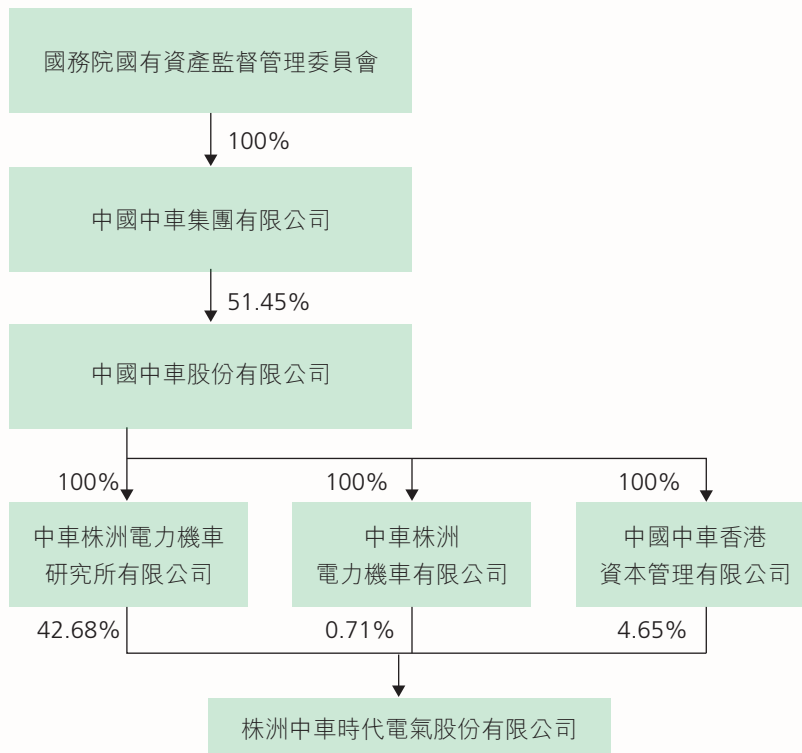 國務院國有資產監督管理委員會
100%
中國中車集團有限公司
51.45%
中國中車股份有限公司
100%
100%
100%
中車株洲電力機車
研究所有限公司
中車株洲
電力機車有限公司
中國中車香港
資本管理有限公司
42.68%
0.71%
4.65%
株洲中車時代電氣股份有限公司